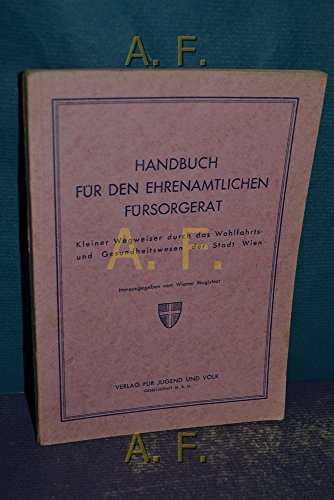 A. F.
HANDBUCH
FÜR DEN EHRENAMTLICHEN
FÜRSORGERAT
Kleiner Wegweiser durch das Wohlfahrts-
und Gesundheitswesen der Stadt Wien
A. F.
Herausgegeben vom Wiener Magistrat
VERLAG FÜR JUGEND UND VOLK
GESELLSCHAFT M. B. H.
A. F.